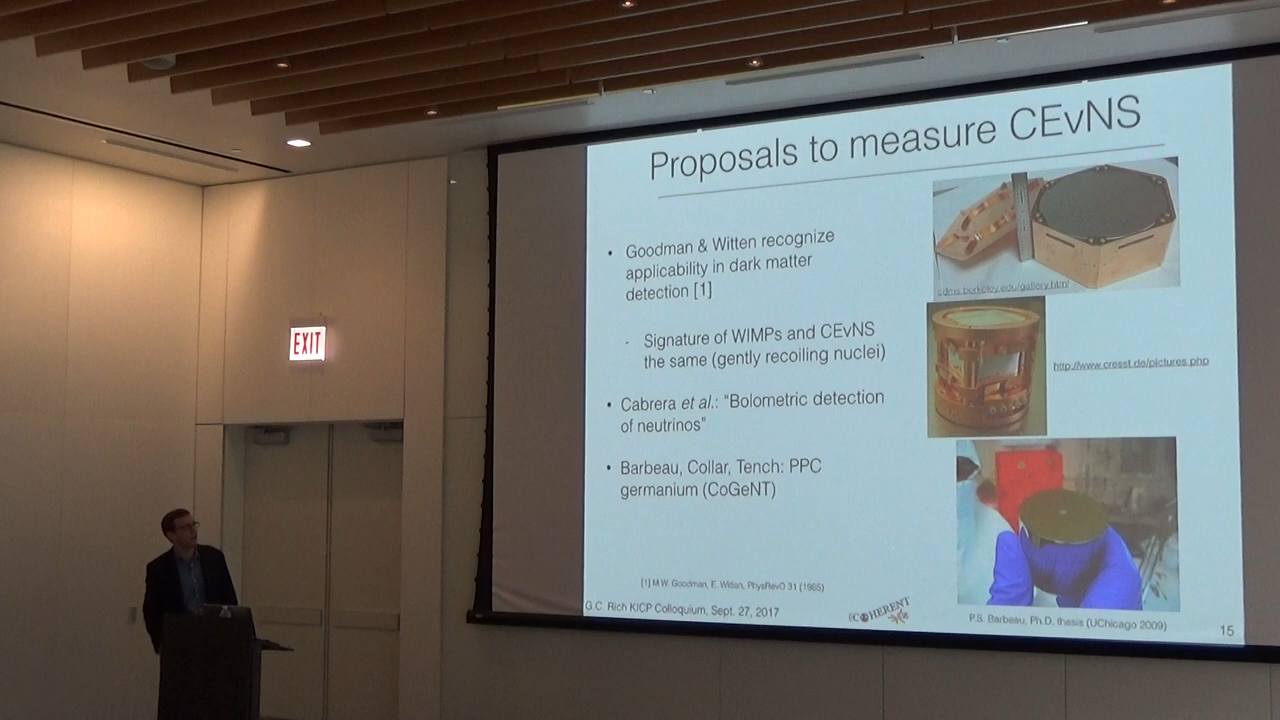 Proposals to measure CEvNS
• Goodman & Witten recognize
applicability in dark matter
detection [1]
- Signature of WIMPs and CEvNS
the same (gently recoiling nuclei)
• Cabrera et al.: "Bolometric detection
of neutrinos"
• Barbeau, Collar, Tench: PPC
germanium (CoGeNT)
cdms.berkeley.edu/gallery.html
http://www.cresst.de/pictures.php
EXIT
[1] M.W. Goodman, E. Witten, PhysRevD 31 (1985)
G.C. Rich KICP Colloquium, Sept. 27, 2017
COHERENT
P.S. Barbeau, Ph.D. thesis (UChicago 2009)
15